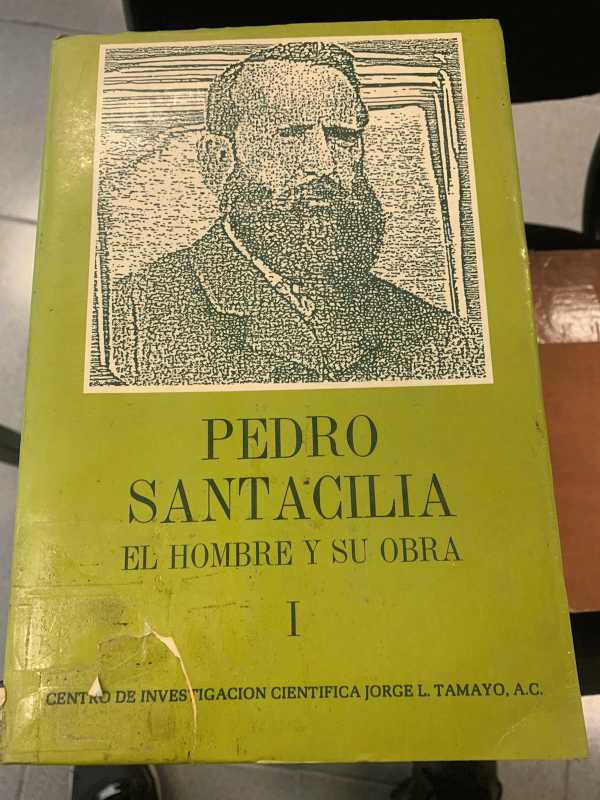 PEDRO
SANTACILIA
EL HOMBRE Y SU OBRA
I
CENTRO DE INVESTIGACION CIENTIFICA JORGE L. TAMAYO, A.C.